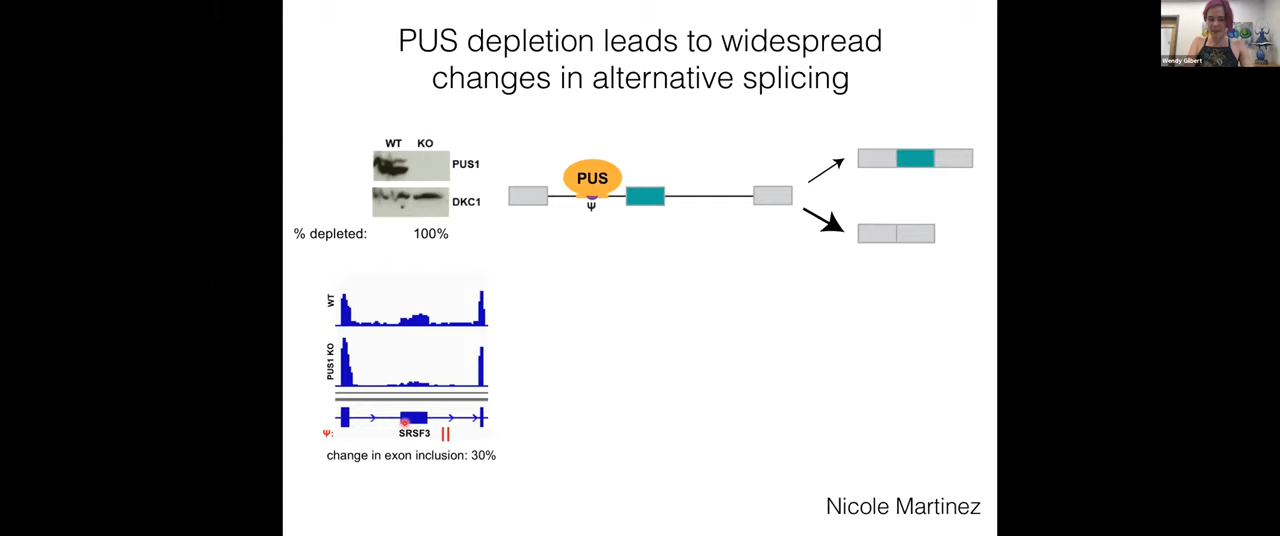 PUS depletion leads to widespread
changes in alternative splicing
Wendy Gilbert
WT KO
PUS1
DKC1
% depleted: 100%
PUS
Ψ
WT
PUS1 KO
Ψ:
SRSF3
change in exon inclusion: 30%
Nicole Martinez